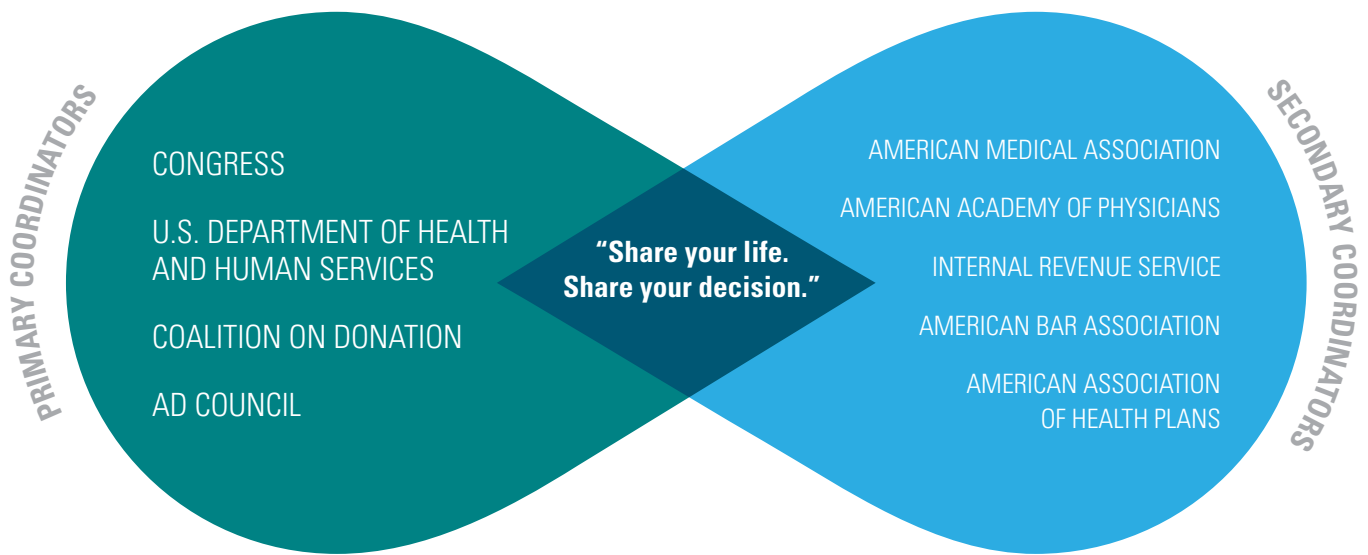 PRIMARY COORDINATORS
CONGRESS
U.S. DEPARTMENT OF HEALTH
AND HUMAN SERVICES
COALITION ON DONATION
AD COUNCIL
“Share your life.
Share your decision.”
AMERICAN MEDICAL ASSOCIATION
AMERICAN ACADEMY OF PHYSICIANS
INTERNAL REVENUE SERVICE
AMERICAN BAR ASSOCIATION
AMERICAN ASSOCIATION
OF HEALTH PLANS
SECONDARY COORDINATORS